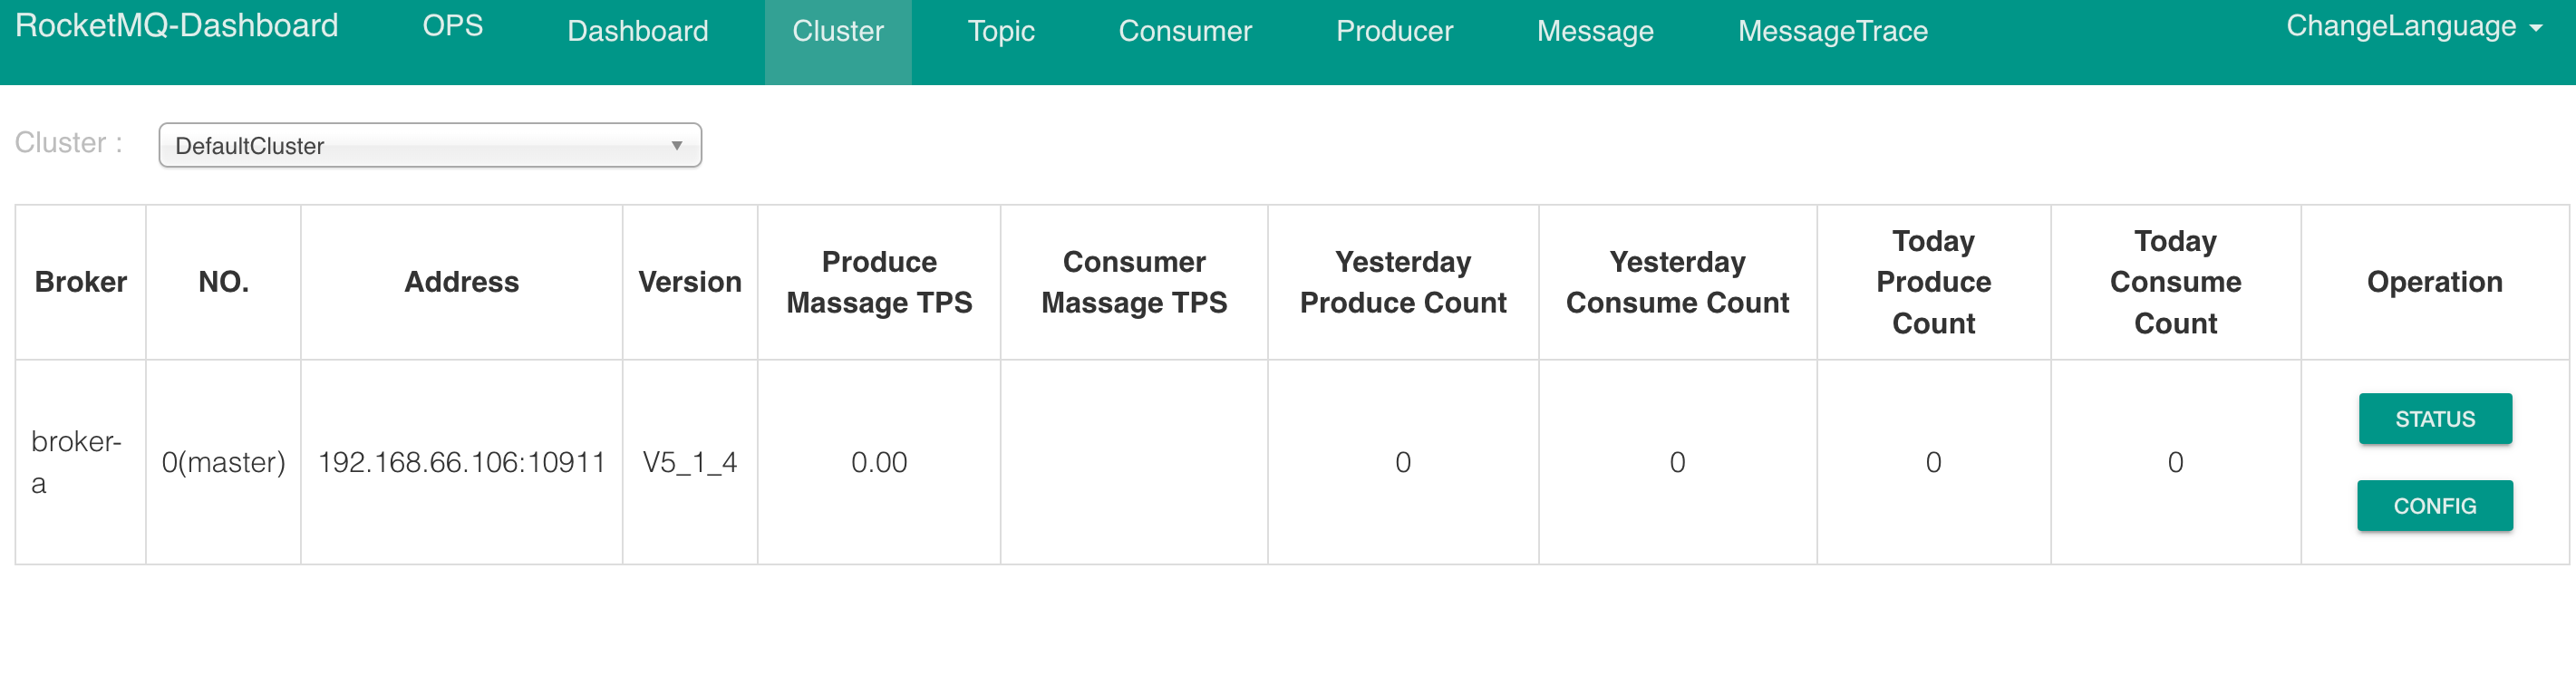 RocketMQ-Dashboard OPS Dashboard Cluster Topic Consumer Producer Message MessageTrace ChangeLanguage
Cluster : DefaultCluster
Broker
NO.
Address
Version
Produce
Massage TPS
Consumer
Massage TPS
Yesterday
Produce Count
Yesterday
Consume Count
Today
Produce
Count
Today
Consume
Count
Operation
broker-
a
0(master)
192.168.66.106:10911
V5_1_4
0.00
0
0
0
0
STATUS
CONFIG